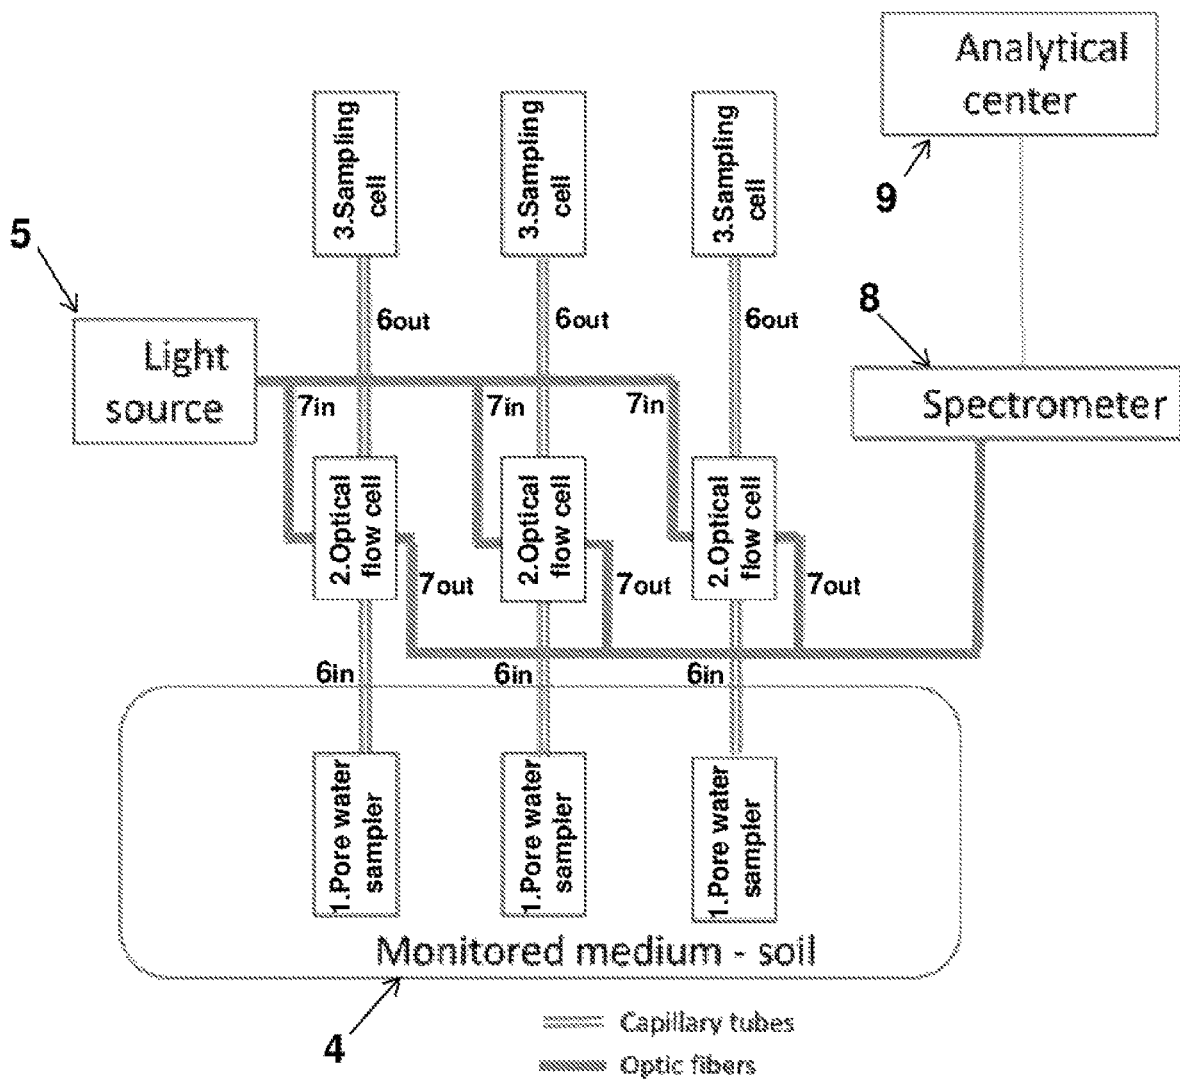 Analytical
center
9
3.Sampling
cell
3.Sampling
cell
3.Sampling
cell
5
8
6out
6out
6out
Light
source
7in
7in
7in
Spectrometer
2.Optical
flow cell
2.Optical
flow cell
2.Optical
flow cell
7out
7out
7out
6in
6in
6in
1.Pore water
sampler
1.Pore water
sampler
1.Pore water
sampler
Monitored medium - soil
4
Capillary tubes
Optic fibers